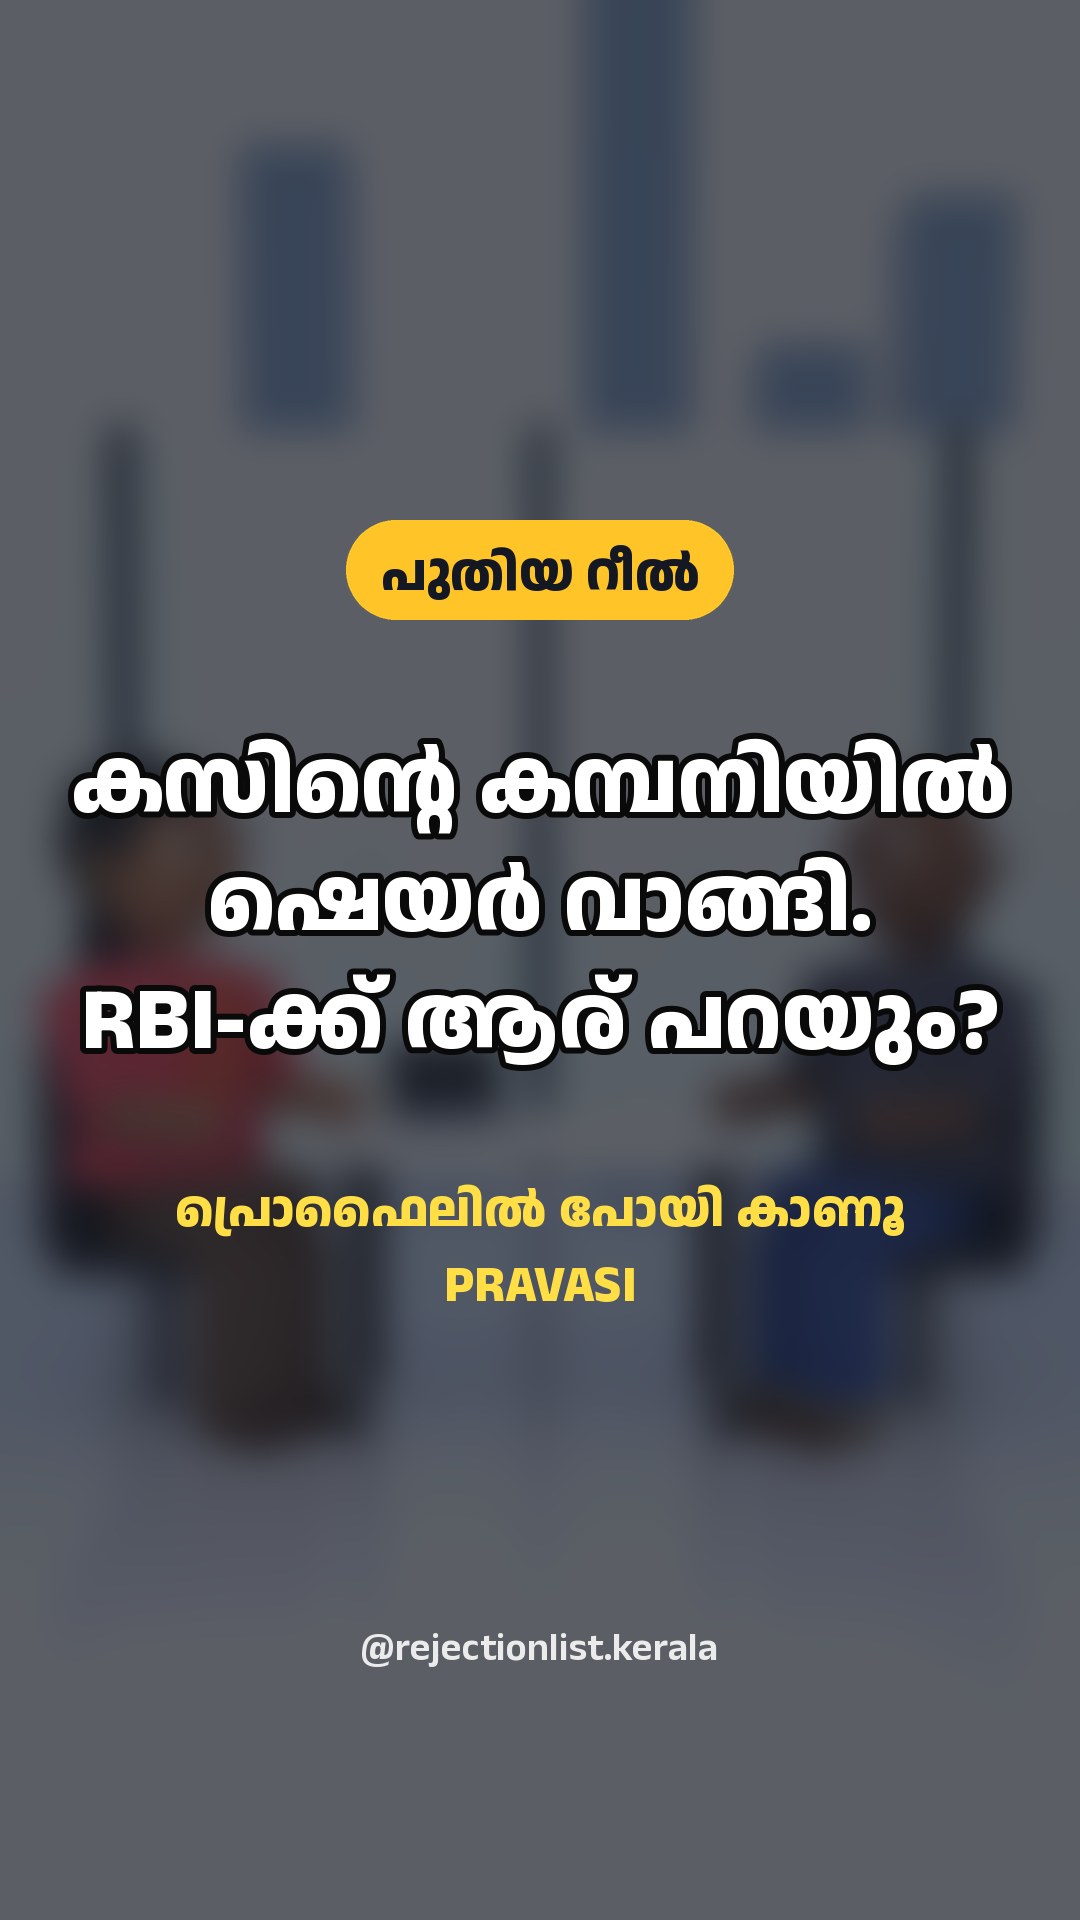 പുതിയ റീൽ
കസിന്റെ കമ്പനിയിൽ
ഷെയർ വാങ്ങി.
RBI-ക്ക് ആര് പറയും?
പ്രൊഫൈലിൽ പോയി കാണൂ
PRAVASI
@rejectionlist.kerala